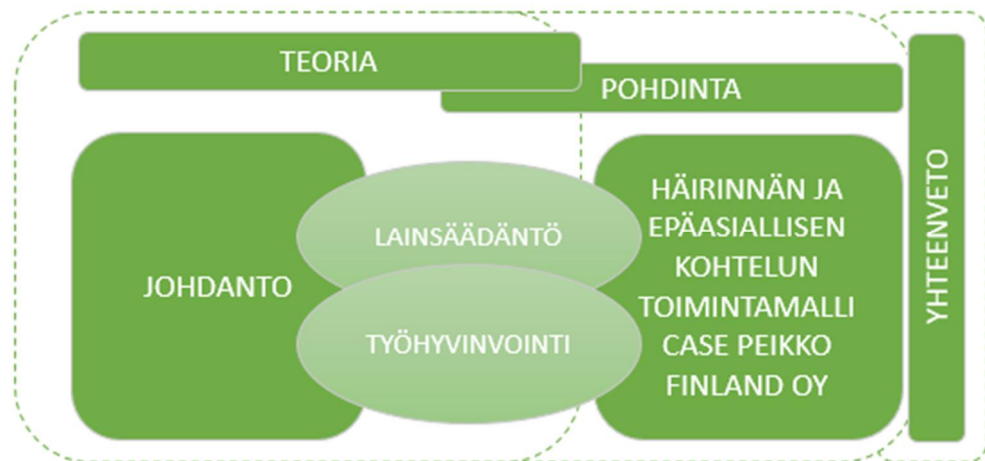 TEORIA
POHDINTA
JOHDANTO
LAINSÄÄDÄNTÖ
TYÖHYVINVOINTI
HÄIRINNÄN JA
EPÄASIALLISEN
KOHTELUN
TOIMINTAMALLI
CASE PEIKKO
FINLAND OY
YHTEENVETO